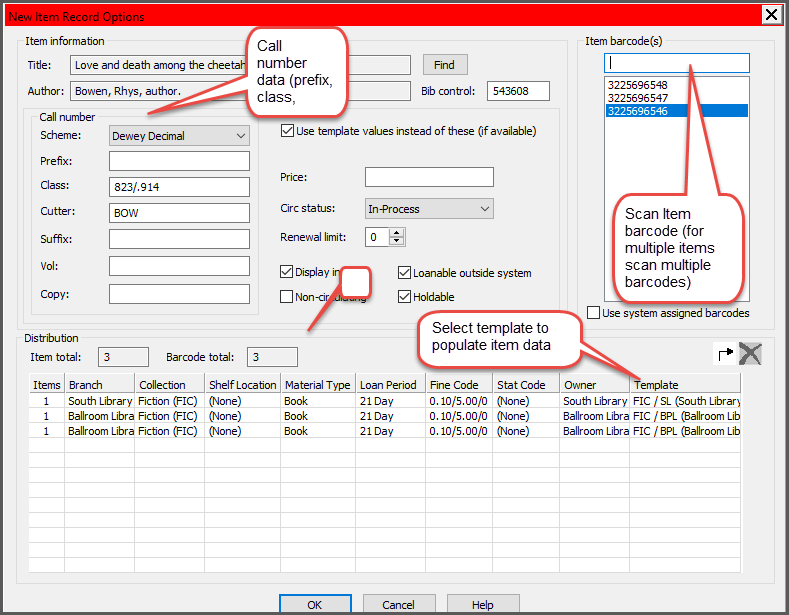 New Item Record Options
Item information
Title: Love and death among the cheetah
Find
Author: Bowen, Rhys, author.
Bib control: 543608
Call number data (prefix, class,
Call number
Scheme: Dewey Decimal
Prefix:
Class: 823/.914
Cutter: BOW
Suffix:
Vol:
Copy:
Use template values instead of these (if available)
Price:
Circ status: In-Process
Renewal limit: 0
Display in
Loanable outside system
Non-circulating
Holdable
Item barcode(s)
3225696548
3225696547
3225696546
Scan Item
barcode (for
multiple items
scan multiple
barcodes)
Use system assigned barcodes
Distribution
Item total: 3 Barcode total: 3
Select template to
populate item data
Items Branch Collection Shelf Location Material Type Loan Period Fine Code Stat Code Owner Template
1 South Library Fiction (FIC) (None) Book 21 Day 0.10/5.00/0 (None) South Library FIC / SL (South Library
1 Ballroom Libra Fiction (FIC) (None) Book 21 Day 0.10/5.00/0 (None) Ballroom Libra FIC / BPL (Ballroom Lib
1 Ballroom Libra Fiction (FIC) (None) Book 21 Day 0.10/5.00/0 (None) Ballroom Libra FIC / BPL (Ballroom Lib
OK Cancel Help